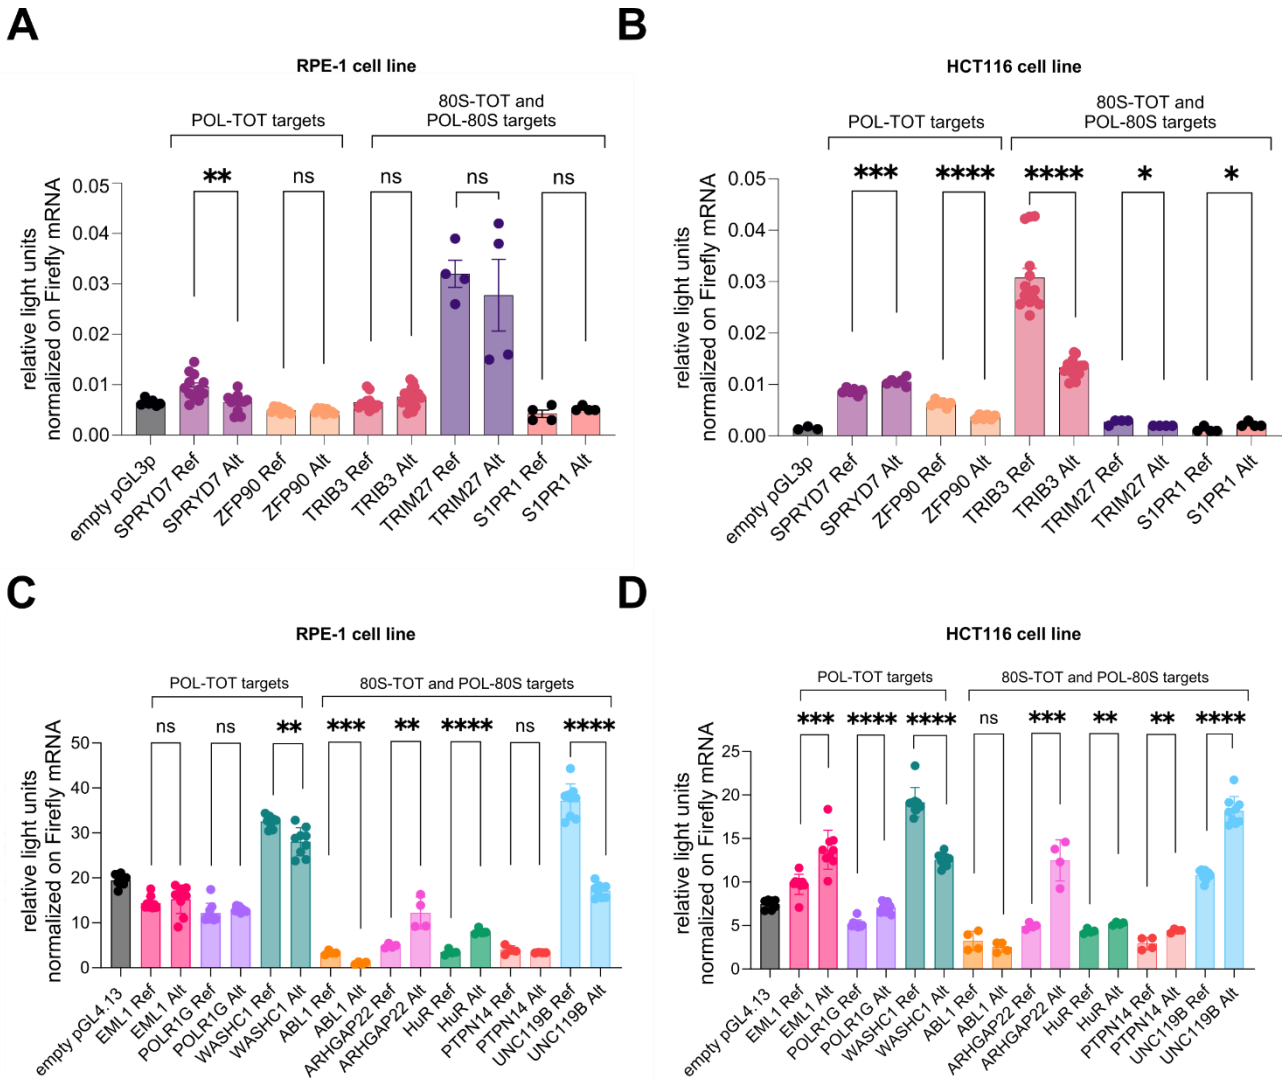 A
RPE-1 cell line
80S-TOT and
POL-TOT targets
POL-80S targets
relative light units
normalized on Firefly mRNA
0.05
0.04
0.03
0.02
0.01
0.00
**
ns
ns
ns
ns
empty pGL3p
SPRYD7 Ref
SPRYD7 Alt
ZFP90 Ref
ZFP90 Alt
TRIB3 Ref
TRIB3 Alt
TRIM27 Ref
TRIM27 Alt
S1PR1 Ref
S1PR1 Alt
B
HCT116 cell line
80S-TOT and
POL-TOT targets
POL-80S targets
relative light units
normalized on Firefly mRNA
0.05
0.04
0.03
0.02
0.01
0.00
***
****
****
*
*
empty pGL3p
SPRYD7 Ref
SPRYD7 Alt
ZFP90 Ref
ZFP90 Alt
TRIB3 Ref
TRIB3 Alt
TRIM27 Ref
TRIM27 Alt
S1PR1 Ref
S1PR1 Alt
C
RPE-1 cell line
POL-TOT targets
80S-TOT and POL-80S targets
relative light units
normalized on Firefly mRNA
50
40
30
20
10
0
ns
ns
**
***
**
****
ns
****
empty pGL4.13
EML1 Ref
EML1 Alt
POLR1G Ref
POLR1G Alt
WASHC1 Ref
WASHC1 Alt
ABL1 Ref
ABL1 Alt
ARHGAP22 Ref
ARHGAP22 Alt
HuR Ref
HuR Alt
PTPN14 Ref
PTPN14 Alt
UNC119B Ref
UNC119B Alt
D
HCT116 cell line
POL-TOT targets
80S-TOT and POL-80S targets
relative light units
normalized on Firefly mRNA
25
20
15
10
5
0
***
****
****
ns
***
**
**
****
empty pGL4.13
EML1 Ref
EML1 Alt
POLR1G Ref
POLR1G Alt
WASHC1 Ref
WASHC1 Alt
ABL1 Ref
ABL1 Alt
ARHGAP22 Ref
ARHGAP22 Alt
HuR Ref
HuR Alt
PTPN14 Ref
PTPN14 Alt
UNC119B Ref
UNC119B Alt